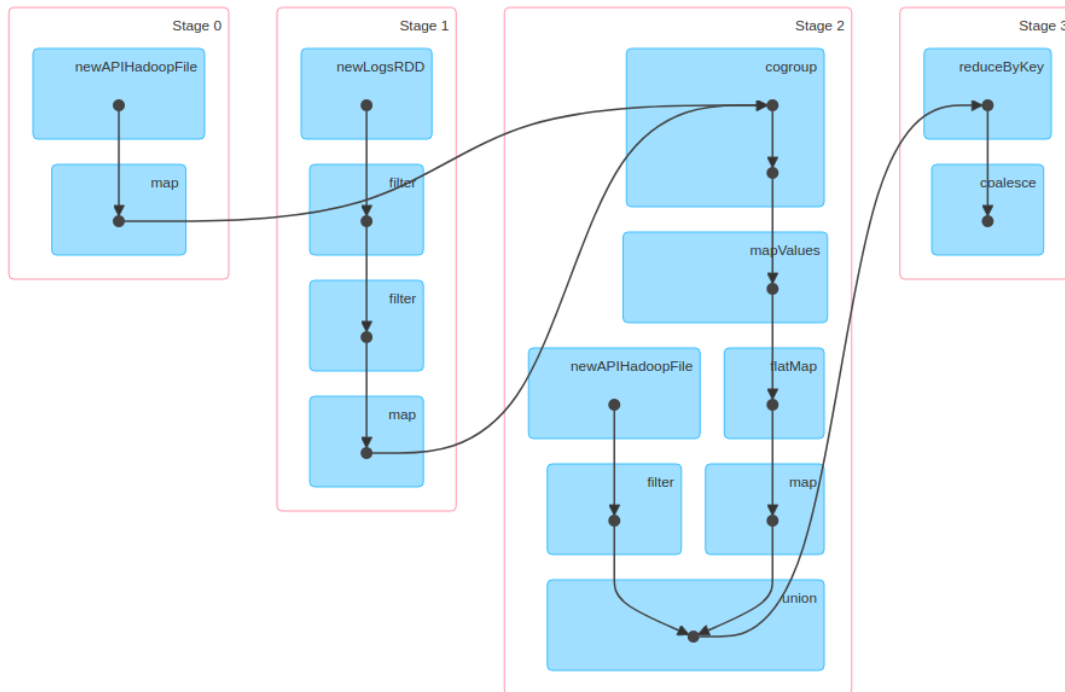 Stage 0
newAPIHadoopFile
map
Stage 1
newLogsRDD
filter
filter
map
Stage 2
cogroup
mapValues
newAPIHadoopFile
flatMap
filter
map
union
Stage 3
reduceByKey
coalesce